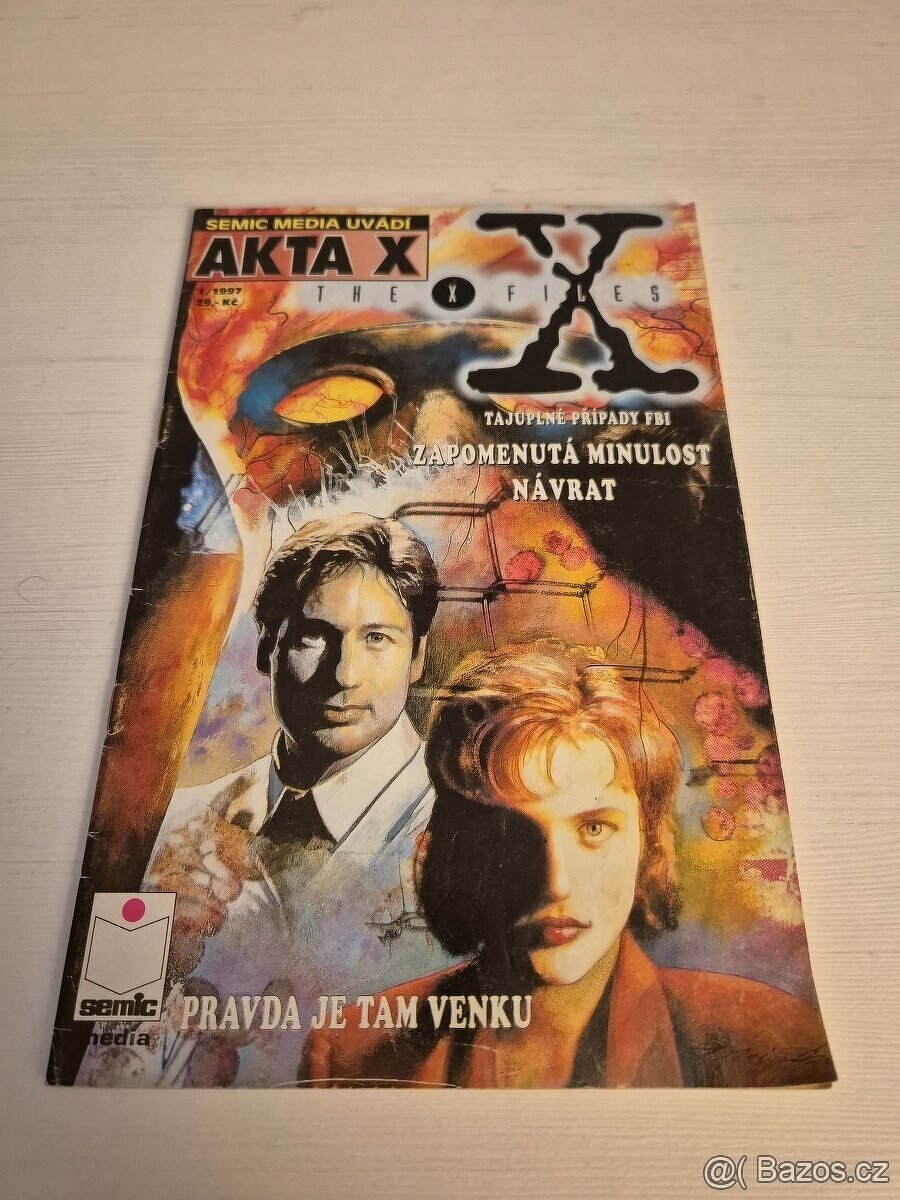 SEMIC MEDIA UVÁDÍ
AKTA X
1/1997
29,- Kč
THE X FILES
X
TAJUPLNÉ PŘÍPADY FBI
ZAPOMENUTÁ MINULOST
NÁVRAT
semic
media
PRAVDA JE TAM VENKU
@( Bazos.cz